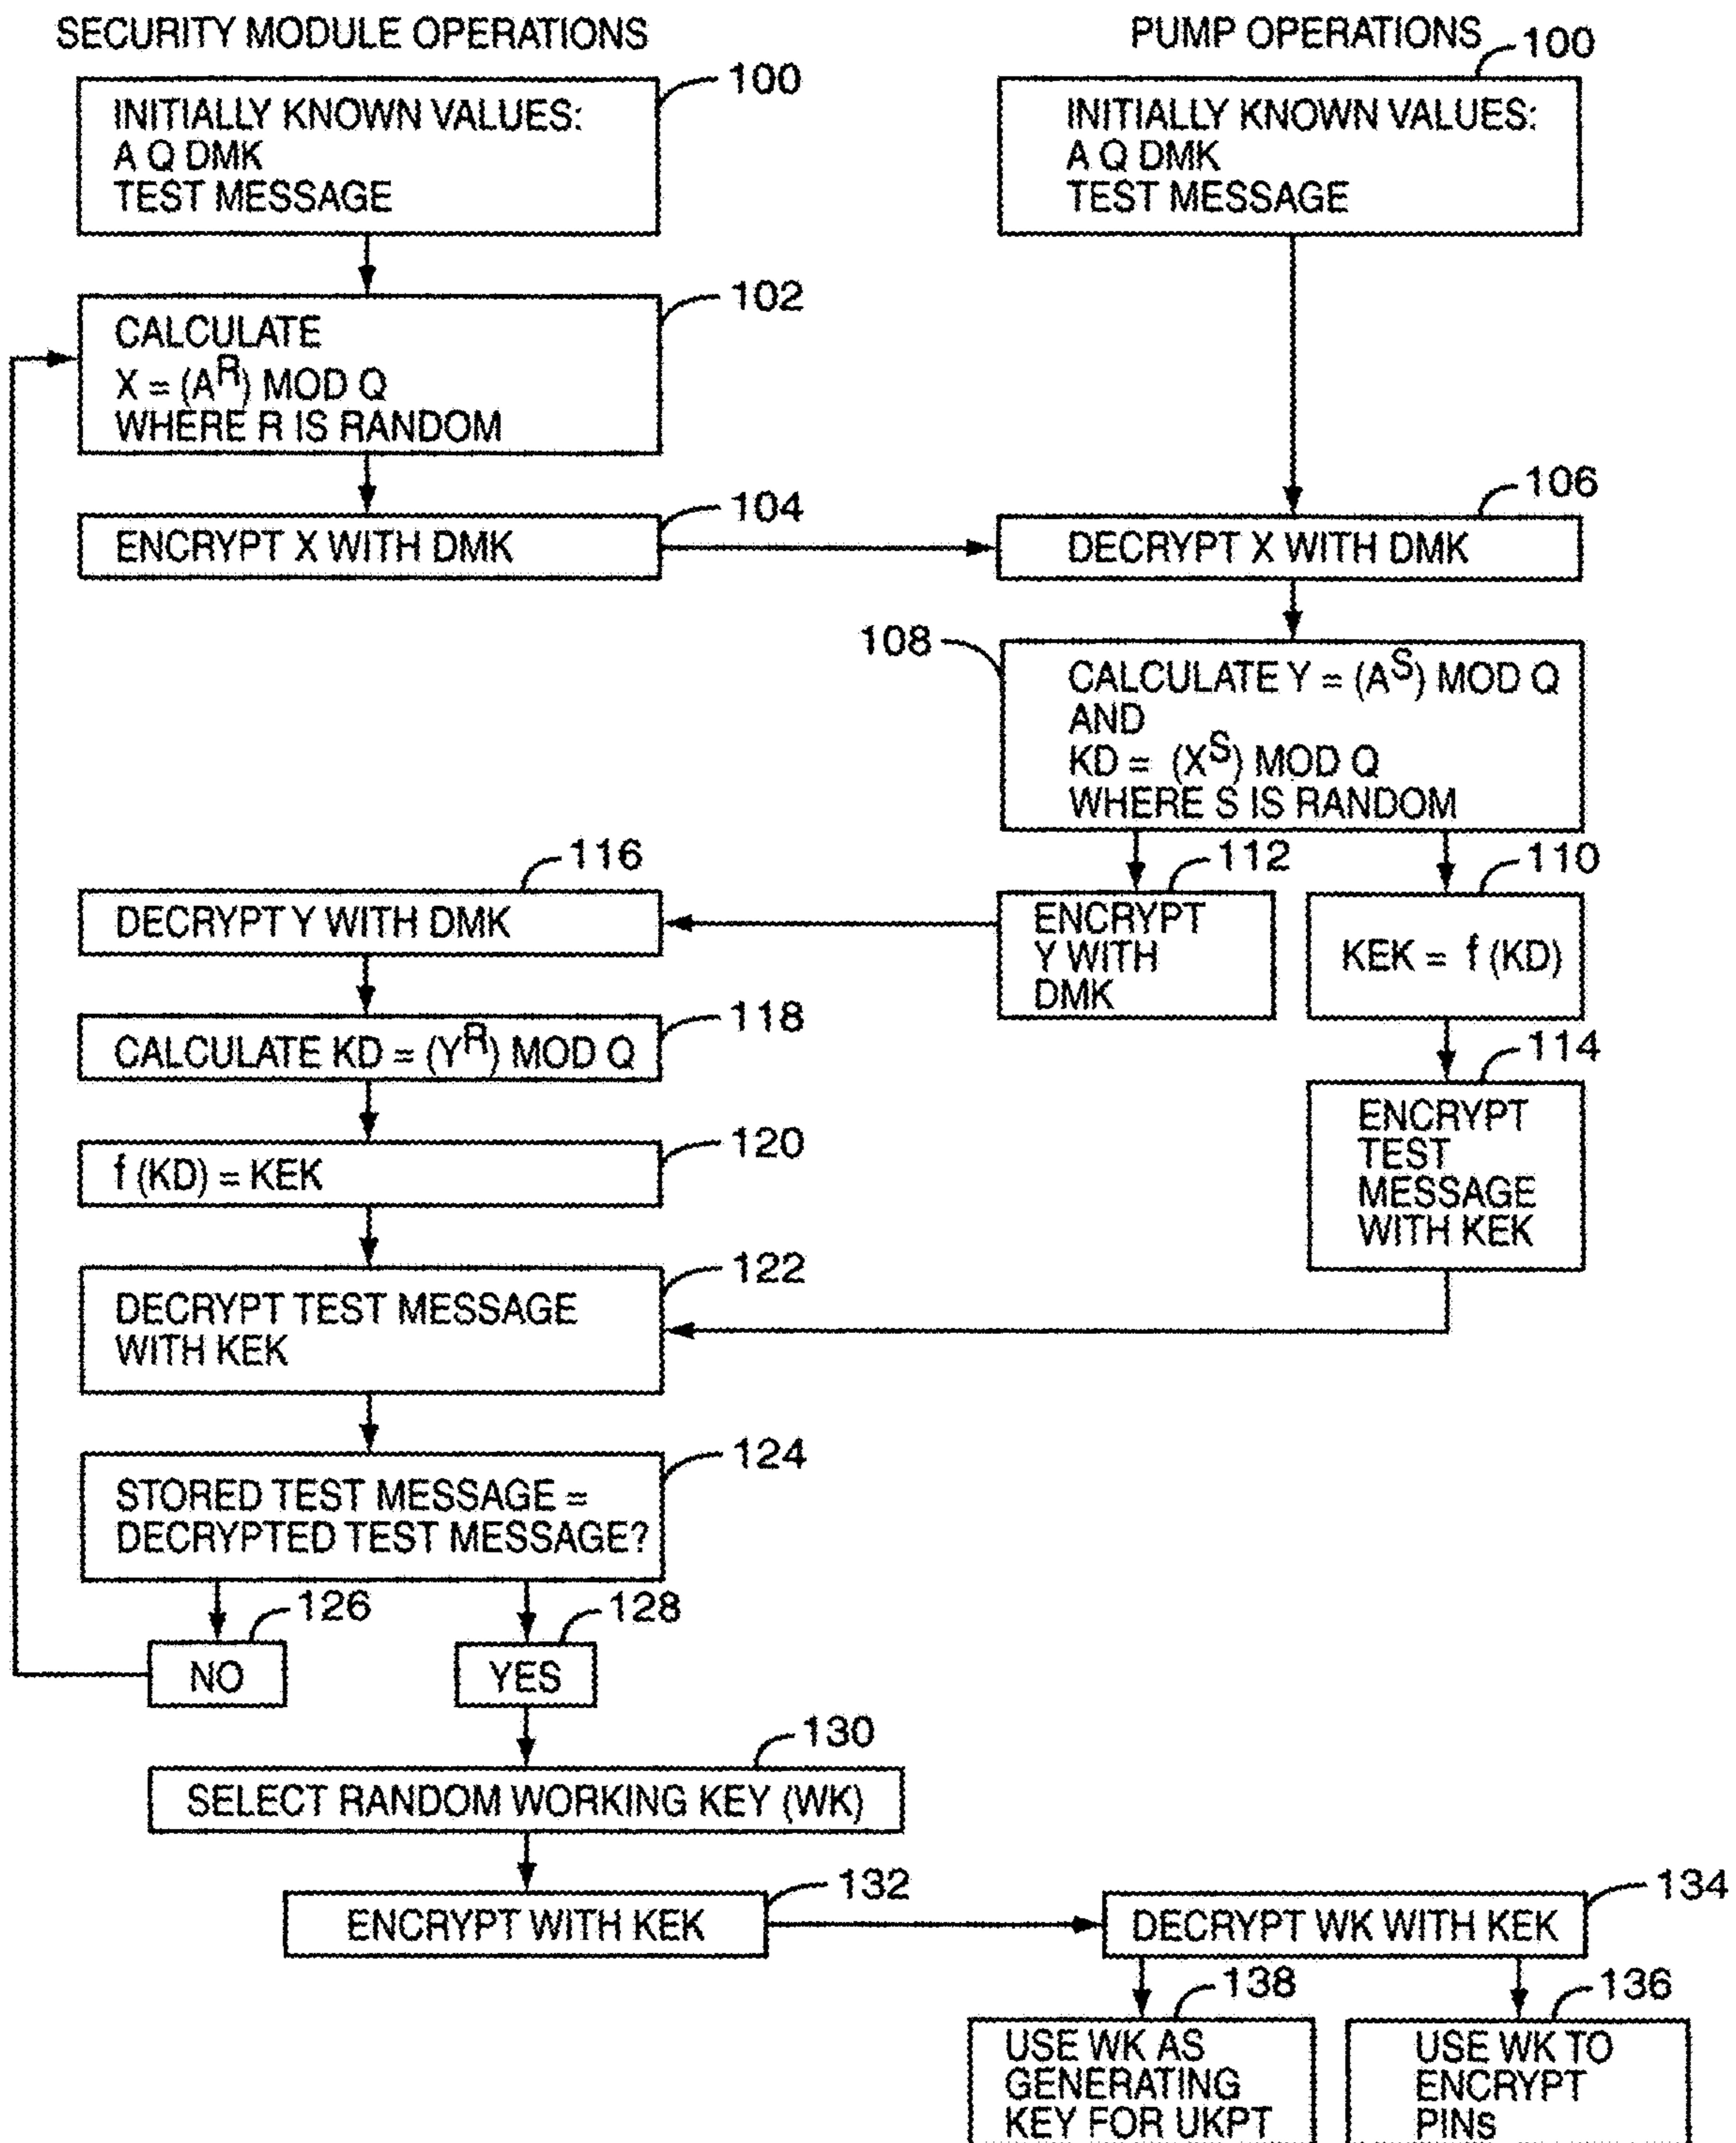 SECURITY MODULE OPERATIONS
PUMP OPERATIONS
100
INITIALLY KNOWN VALUES:
A Q DMK
TEST MESSAGE
100
INITIALLY KNOWN VALUES:
A Q DMK
TEST MESSAGE
102
CALCULATE
X = (A^R) MOD Q
WHERE R IS RANDOM
104
ENCRYPT X WITH DMK
106
DECRYPT X WITH DMK
108
CALCULATE Y = (A^S) MOD Q
AND
KD = (X^S) MOD Q
WHERE S IS RANDOM
112
ENCRYPT
Y WITH
DMK
110
KEK = f (KD)
116
DECRYPT Y WITH DMK
118
CALCULATE KD = (Y^R) MOD Q
114
ENCRYPT
TEST
MESSAGE
WITH KEK
120
f (KD) = KEK
122
DECRYPT TEST MESSAGE
WITH KEK
124
STORED TEST MESSAGE =
DECRYPTED TEST MESSAGE?
126
NO
128
YES
130
SELECT RANDOM WORKING KEY (WK)
132
ENCRYPT WITH KEK
134
DECRYPT WK WITH KEK
138
USE WK AS
GENERATING
KEY FOR UKPT
136
USE WK TO
ENCRYPT
PINs